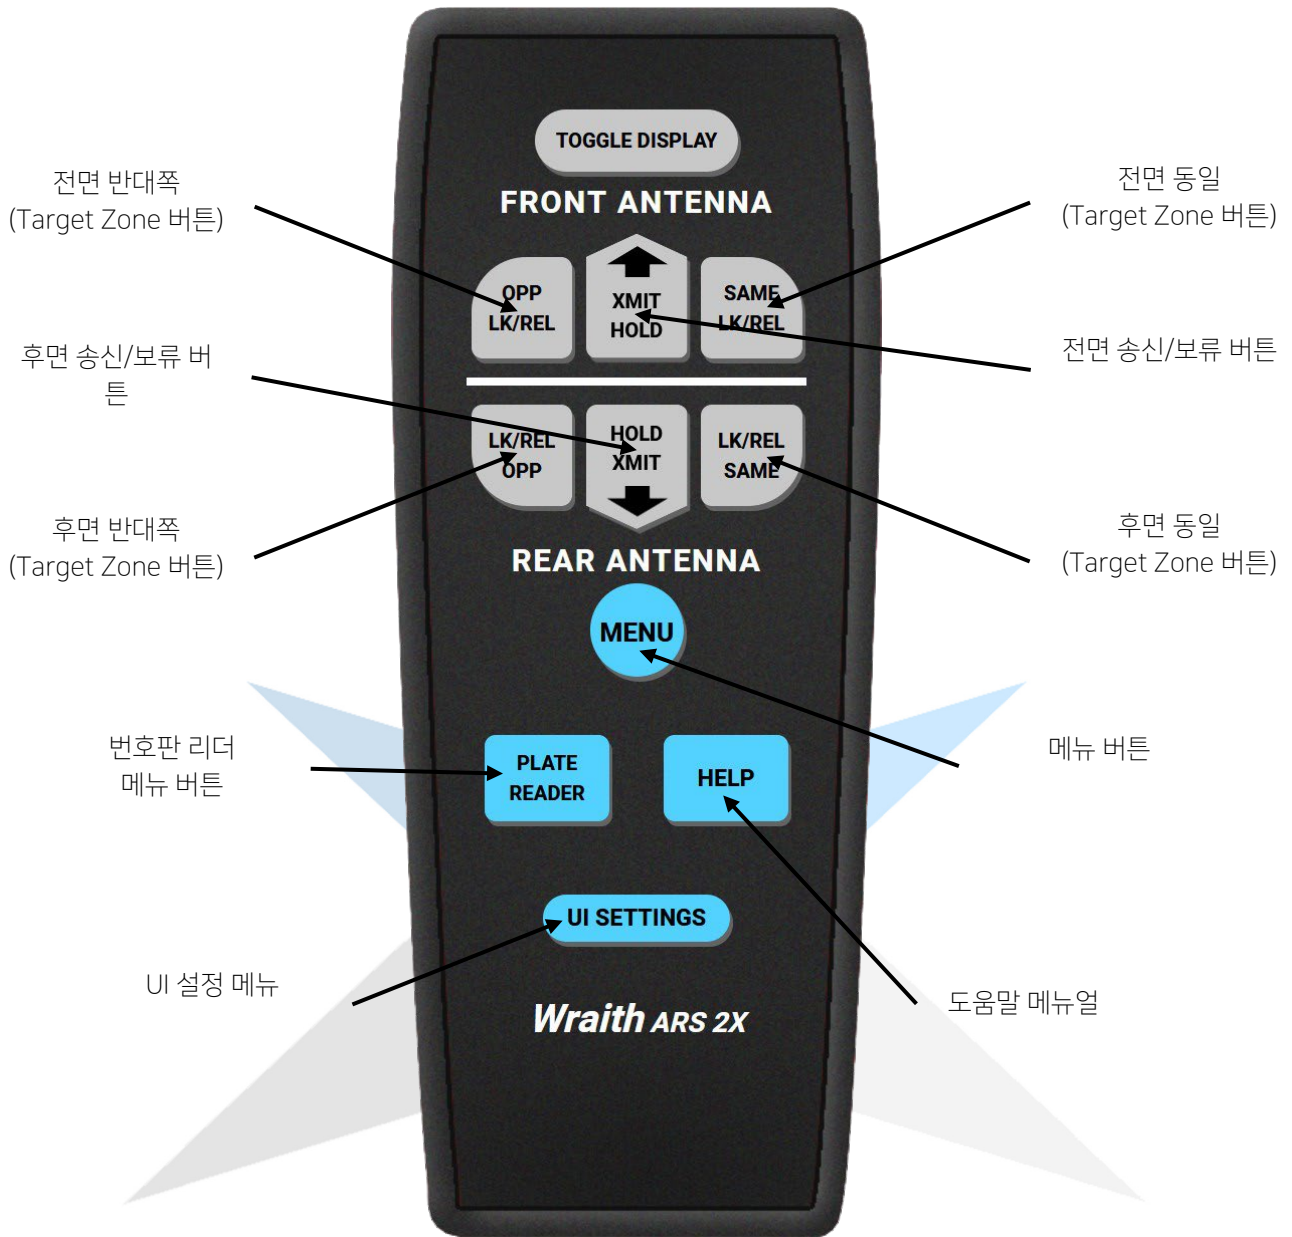 TOGGLE DISPLAY
FRONT ANTENNA
전면 반대쪽
(Target Zone 버튼)
전면 동일
(Target Zone 버튼)
OPP
LK/REL
XMIT
HOLD
SAME
LK/REL
후면 송신/보류 버
튼
전면 송신/보류 버튼
LK/REL
OPP
HOLD
XMIT
LK/REL
SAME
후면 반대쪽
(Target Zone 버튼)
후면 동일
(Target Zone 버튼)
REAR ANTENNA
MENU
번호판 리더
메뉴 버튼
메뉴 버튼
PLATE
READER
HELP
UI SETTINGS
UI 설정 메뉴
도움말 메뉴얼
Wraith ARS 2X